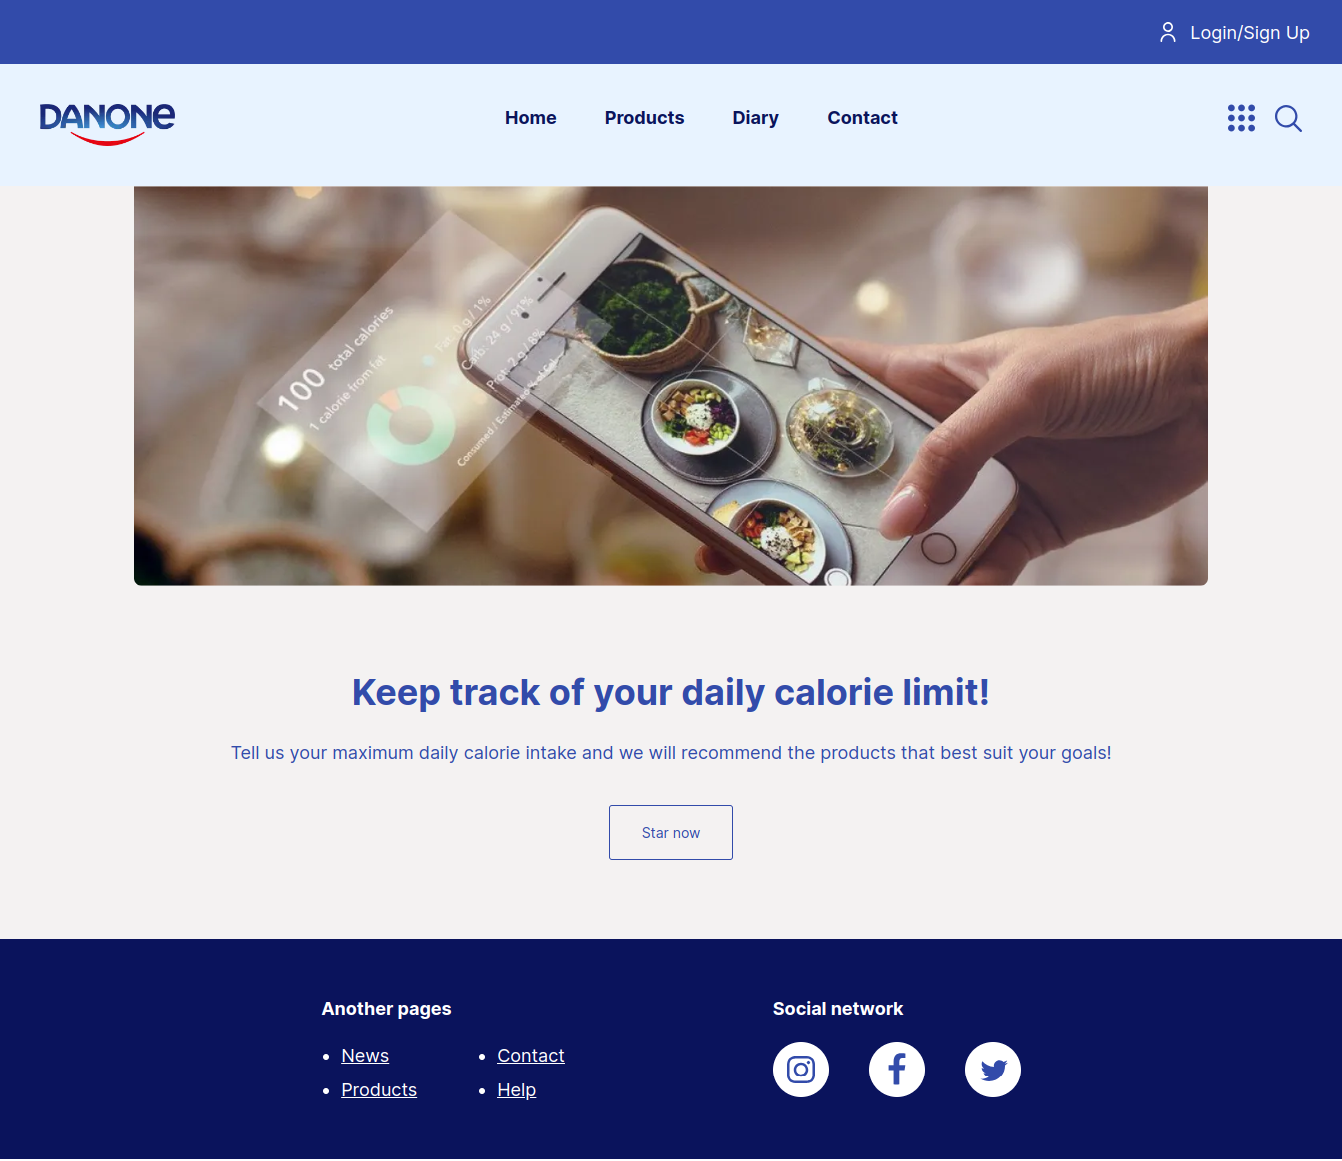 Login/Sign Up
DANONE
Home Products Diary Contact
100 total calories
1 calorie from fat
Fat: 0 g / 1%
Carb: 24 g / 91%
Prot: 2 g / 8%
Consumed / Estimated % of Cal...
Keep track of your daily calorie limit!
Tell us your maximum daily calorie intake and we will recommend the products that best suit your goals!
Star now
Another pages
News
Products
Contact
Help
Social network